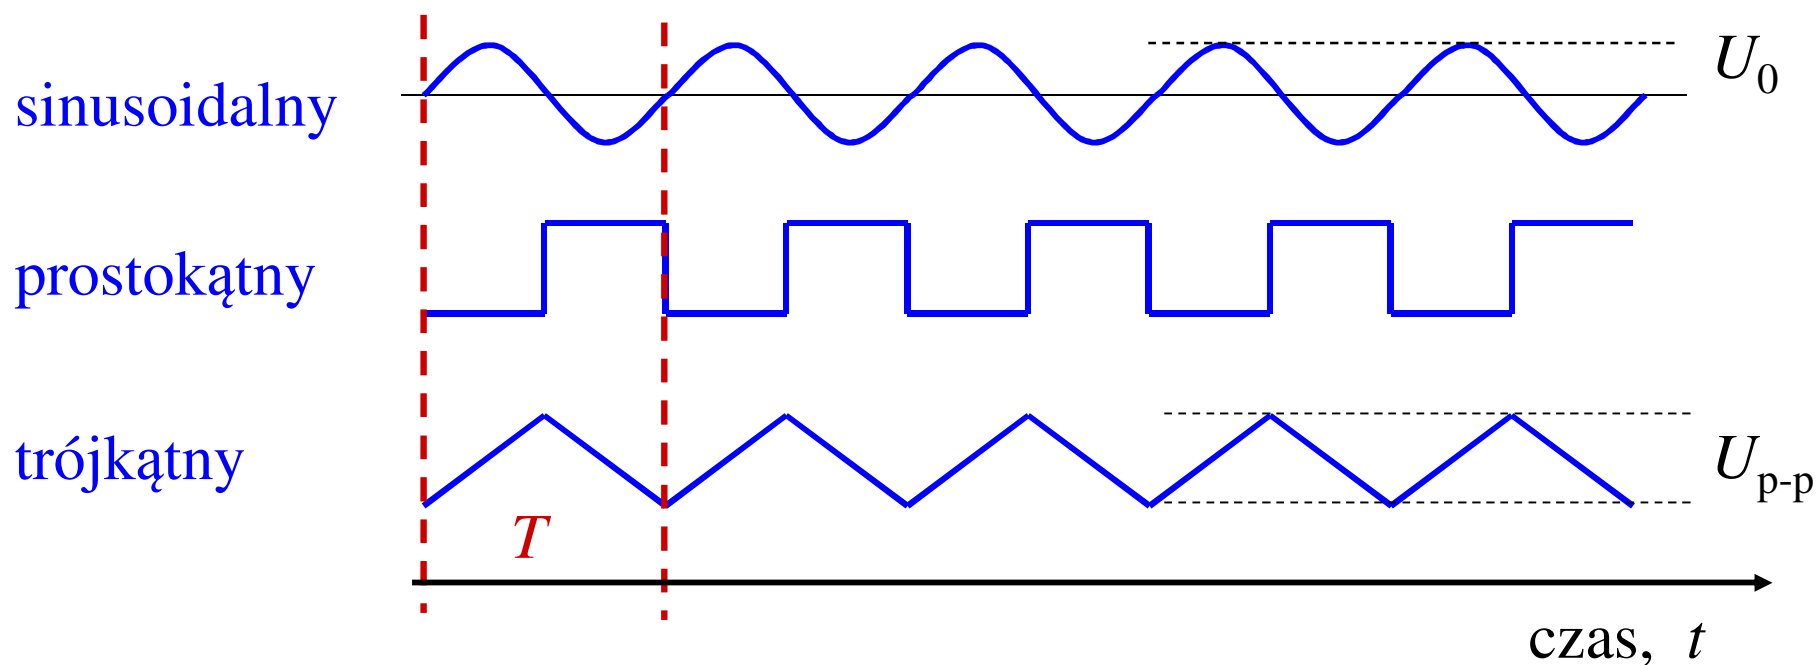 sinusoidalny
U0
prostokątny
trójkątny
Up-p
T
czas, t